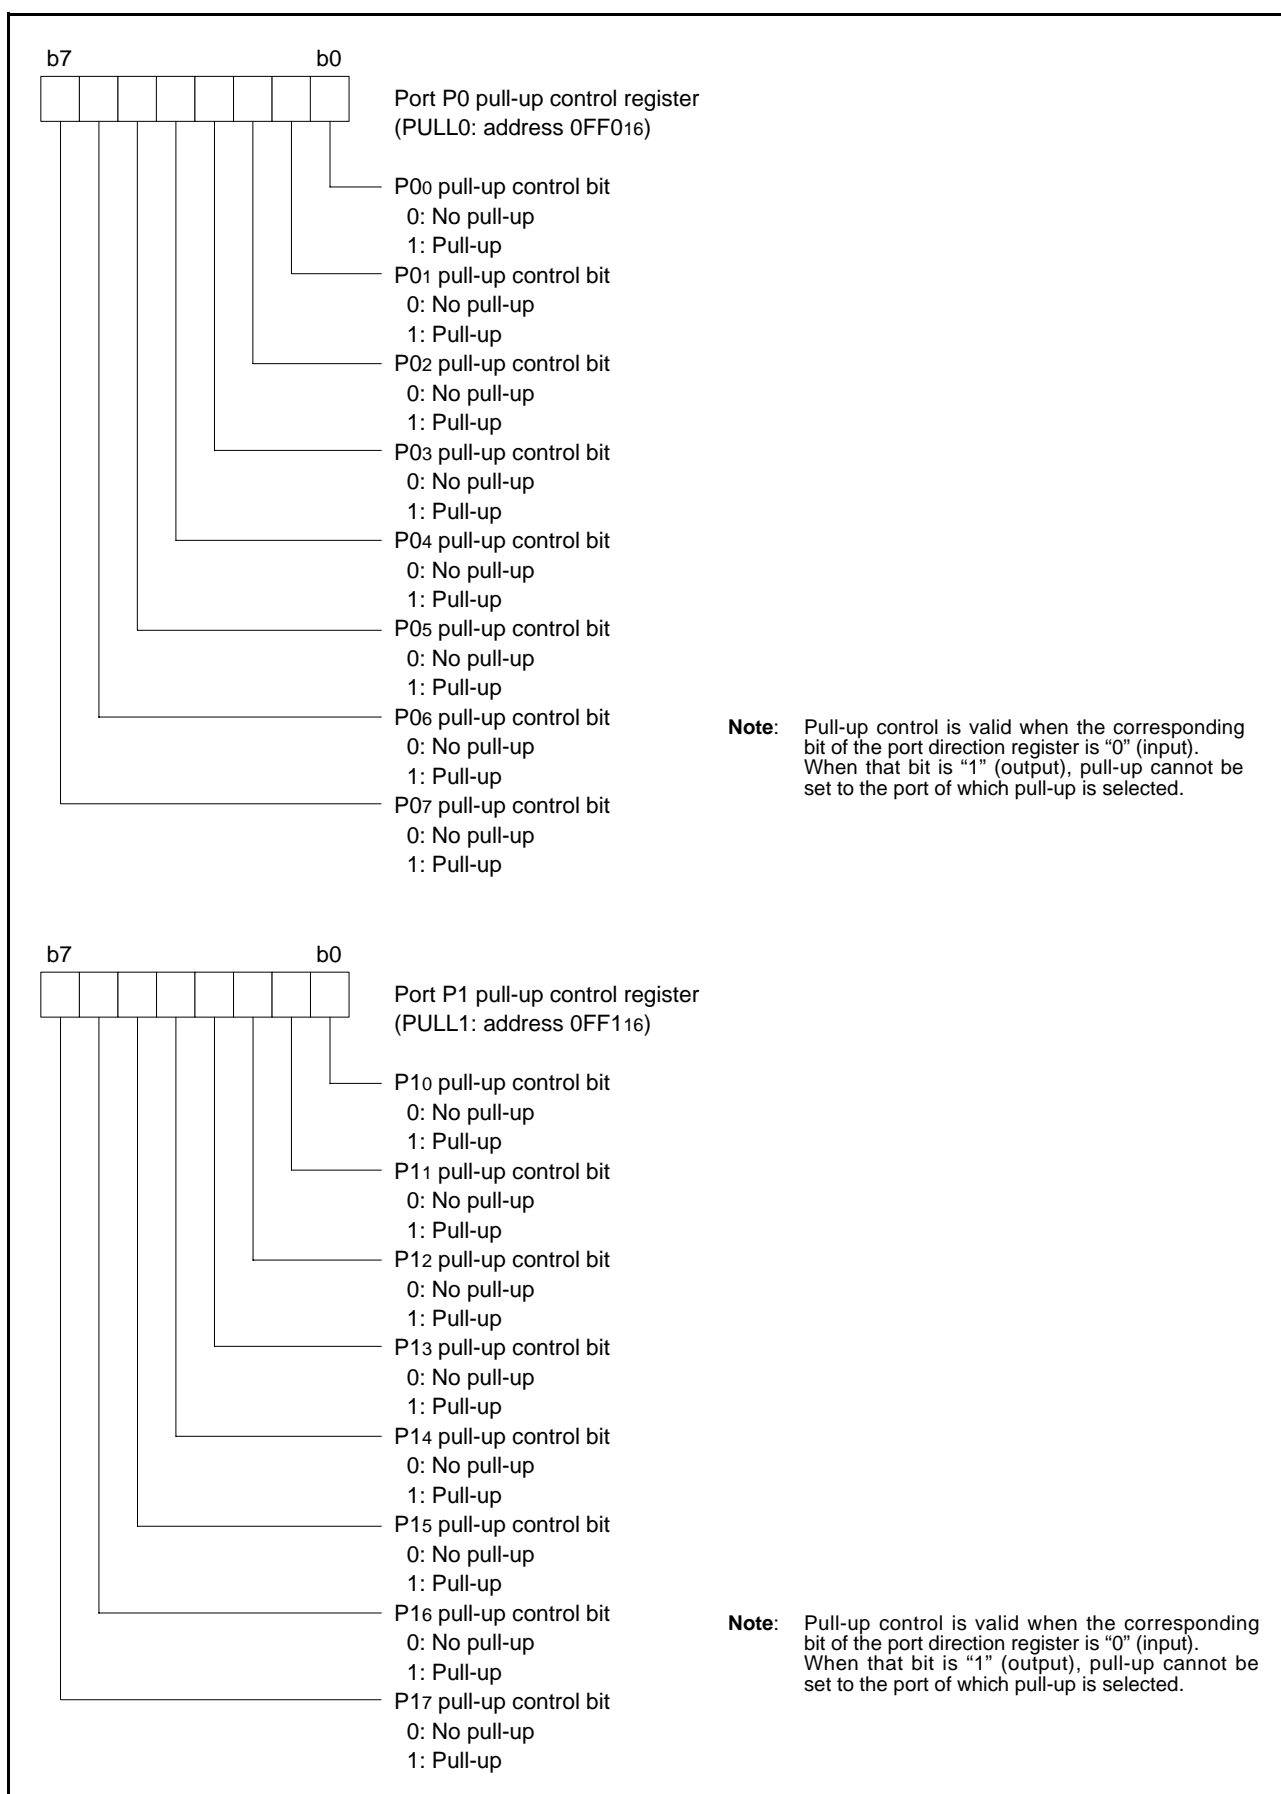 b7 b0
Port P0 pull-up control register
(PULL0: address 0FF016)
P00 pull-up control bit
0: No pull-up
1: Pull-up
P01 pull-up control bit
0: No pull-up
1: Pull-up
P02 pull-up control bit
0: No pull-up
1: Pull-up
P03 pull-up control bit
0: No pull-up
1: Pull-up
P04 pull-up control bit
0: No pull-up
1: Pull-up
P05 pull-up control bit
0: No pull-up
1: Pull-up
P06 pull-up control bit
0: No pull-up
1: Pull-up
P07 pull-up control bit
0: No pull-up
1: Pull-up
Note: Pull-up control is valid when the corresponding
bit of the port direction register is “0” (input).
When that bit is “1” (output), pull-up cannot be
set to the port of which pull-up is selected.
b7 b0
Port P1 pull-up control register
(PULL1: address 0FF116)
P10 pull-up control bit
0: No pull-up
1: Pull-up
P11 pull-up control bit
0: No pull-up
1: Pull-up
P12 pull-up control bit
0: No pull-up
1: Pull-up
P13 pull-up control bit
0: No pull-up
1: Pull-up
P14 pull-up control bit
0: No pull-up
1: Pull-up
P15 pull-up control bit
0: No pull-up
1: Pull-up
P16 pull-up control bit
0: No pull-up
1: Pull-up
P17 pull-up control bit
0: No pull-up
1: Pull-up
Note: Pull-up control is valid when the corresponding
bit of the port direction register is “0” (input).
When that bit is “1” (output), pull-up cannot be
set to the port of which pull-up is selected.